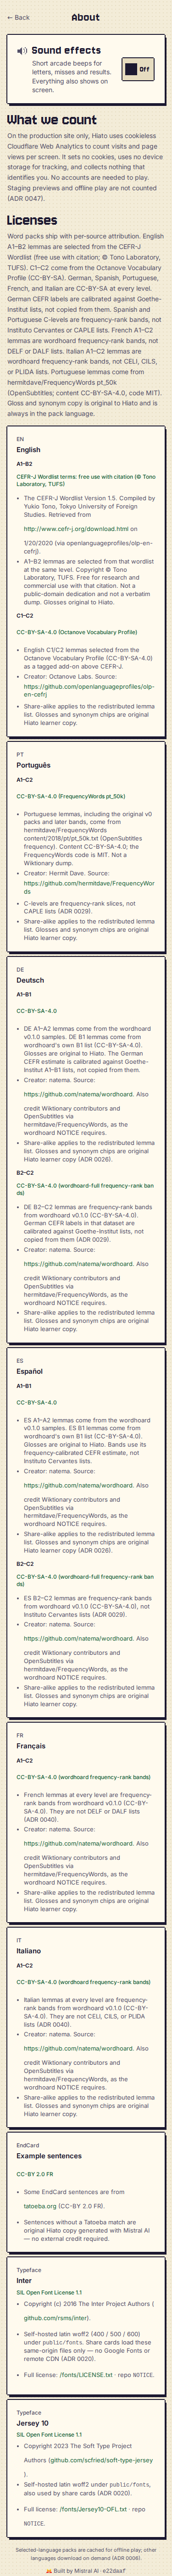 ← Back
About
Sound effects
Short arcade beeps for
letters, misses and results.
Everything also shows on
screen.
Off
What we count
On the production site only, Hiato uses cookieless
Cloudflare Web Analytics to count visits and page
views per screen. It sets no cookies, uses no device
storage for tracking, and collects nothing that
identifies you. No accounts are needed to play.
Staging previews and offline play are not counted
(ADR 0047).
Licenses
Word packs ship with per-source attribution. English
A1–B2 lemmas are selected from the CEFR-J
Wordlist (free use with citation; © Tono Laboratory,
TUFS). C1–C2 come from the Octanove Vocabulary
Profile (CC-BY-SA). German, Spanish, Portuguese,
French, and Italian are CC-BY-SA at every level.
German CEFR labels are calibrated against Goethe-
Institut lists, not copied from them. Spanish and
Portuguese C-levels are frequency-rank bands, not
Instituto Cervantes or CAPLE lists. French A1–C2
lemmas are wordhoard frequency-rank bands, not
DELF or DALF lists. Italian A1–C2 lemmas are
wordhoard frequency-rank bands, not CELI, CILS,
or PLIDA lists. Portuguese lemmas come from
hermitdave/FrequencyWords pt_50k
(OpenSubtitles; content CC-BY-SA-4.0, code MIT).
Gloss and synonym copy is original to Hiato and is
always in the pack language.
EN
English
A1–B2
CEFR-J Wordlist terms: free use with citation (© Tono
Laboratory, TUFS)
• The CEFR-J Wordlist Version 1.5. Compiled by
Yukio Tono, Tokyo University of Foreign
Studies. Retrieved from
http://www.cefr-j.org/download.html on
1/20/2020 (via openlanguageprofiles/olp-en-
cefrj).
• A1–B2 lemmas are selected from that wordlist
at the same level. Copyright © Tono
Laboratory, TUFS. Free for research and
commercial use with that citation. Not a
public-domain dedication and not a verbatim
dump. Glosses original to Hiato.
C1–C2
CC-BY-SA-4.0 (Octanove Vocabulary Profile)
• English C1/C2 lemmas selected from the
Octanove Vocabulary Profile (CC-BY-SA-4.0)
as a tagged add-on above CEFR-J.
• Creator: Octanove Labs. Source:
https://github.com/openlanguageprofiles/olp-
en-cefrj
• Share-alike applies to the redistributed lemma
list. Glosses and synonym chips are original
Hiato learner copy.
PT
Português
A1–C2
CC-BY-SA-4.0 (FrequencyWords pt_50k)
• Portuguese lemmas, including the original v0
packs and later bands, come from
hermitdave/FrequencyWords
content/2018/pt/pt_50k.txt (OpenSubtitles
frequency). Content CC-BY-SA-4.0; the
FrequencyWords code is MIT. Not a
Wiktionary dump.
• Creator: Hermit Dave. Source:
https://github.com/hermitdave/FrequencyWor
ds
• C-levels are frequency-rank slices, not
CAPLE lists (ADR 0029).
• Share-alike applies to the redistributed lemma
list. Glosses and synonym chips are original
Hiato learner copy.
DE
Deutsch
A1–B1
CC-BY-SA-4.0
• DE A1–A2 lemmas come from the wordhoard
v0.1.0 samples. DE B1 lemmas come from
wordhoard's own B1 list (CC-BY-SA-4.0).
Glosses are original to Hiato. The German
CEFR estimate is calibrated against Goethe-
Institut A1–B1 lists, not copied from them.
• Creator: natema. Source:
https://github.com/natema/wordhoard. Also
credit Wiktionary contributors and
OpenSubtitles via
hermitdave/FrequencyWords, as the
wordhoard NOTICE requires.
• Share-alike applies to the redistributed lemma
list. Glosses and synonym chips are original
Hiato learner copy (ADR 0026).
B2–C2
CC-BY-SA-4.0 (wordhoard-full frequency-rank ban
ds)
• DE B2–C2 lemmas are frequency-rank bands
from wordhoard v0.1.0 (CC-BY-SA-4.0).
German CEFR labels in that dataset are
calibrated against Goethe-Institut lists, not
copied from them (ADR 0029).
• Creator: natema. Source:
https://github.com/natema/wordhoard. Also
credit Wiktionary contributors and
OpenSubtitles via
hermitdave/FrequencyWords, as the
wordhoard NOTICE requires.
• Share-alike applies to the redistributed lemma
list. Glosses and synonym chips are original
Hiato learner copy.
ES
Español
A1–B1
CC-BY-SA-4.0
• ES A1–A2 lemmas come from the wordhoard
v0.1.0 samples. ES B1 lemmas come from
wordhoard's own B1 list (CC-BY-SA-4.0).
Glosses are original to Hiato. Bands use its
frequency-calibrated CEFR estimate, not
Instituto Cervantes lists.
• Creator: natema. Source:
https://github.com/natema/wordhoard. Also
credit Wiktionary contributors and
OpenSubtitles via
hermitdave/FrequencyWords, as the
wordhoard NOTICE requires.
• Share-alike applies to the redistributed lemma
list. Glosses and synonym chips are original
Hiato learner copy (ADR 0026).
B2–C2
CC-BY-SA-4.0 (wordhoard-full frequency-rank ban
ds)
• ES B2–C2 lemmas are frequency-rank bands
from wordhoard v0.1.0 (CC-BY-SA-4.0), not
Instituto Cervantes lists (ADR 0029).
• Creator: natema. Source:
https://github.com/natema/wordhoard. Also
credit Wiktionary contributors and
OpenSubtitles via
hermitdave/FrequencyWords, as the
wordhoard NOTICE requires.
• Share-alike applies to the redistributed lemma
list. Glosses and synonym chips are original
Hiato learner copy.
FR
Français
A1–C2
CC-BY-SA-4.0 (wordhoard frequency-rank bands)
• French lemmas at every level are frequency-
rank bands from wordhoard v0.1.0 (CC-BY-
SA-4.0). They are not DELF or DALF lists
(ADR 0040).
• Creator: natema. Source:
https://github.com/natema/wordhoard. Also
credit Wiktionary contributors and
OpenSubtitles via
hermitdave/FrequencyWords, as the
wordhoard NOTICE requires.
• Share-alike applies to the redistributed lemma
list. Glosses and synonym chips are original
Hiato learner copy.
IT
Italiano
A1–C2
CC-BY-SA-4.0 (wordhoard frequency-rank bands)
• Italian lemmas at every level are frequency-
rank bands from wordhoard v0.1.0 (CC-BY-
SA-4.0). They are not CELI, CILS, or PLIDA
lists (ADR 0040).
• Creator: natema. Source:
https://github.com/natema/wordhoard. Also
credit Wiktionary contributors and
OpenSubtitles via
hermitdave/FrequencyWords, as the
wordhoard NOTICE requires.
• Share-alike applies to the redistributed lemma
list. Glosses and synonym chips are original
Hiato learner copy.
EndCard
Example sentences
CC-BY 2.0 FR
• Some EndCard sentences are from
tatoeba.org (CC-BY 2.0 FR).
• Sentences without a Tatoeba match are
original Hiato copy generated with Mistral AI
— no external credit required.
Typeface
Inter
SIL Open Font License 1.1
• Copyright (c) 2016 The Inter Project Authors (
github.com/rsms/inter).
• Self-hosted latin woff2 (400 / 500 / 600)
under public/fonts. Share cards load these
same-origin files only — no Google Fonts or
remote CDN (ADR 0020).
• Full license: /fonts/LICENSE.txt · repo NOTICE.
Typeface
Jersey 10
SIL Open Font License 1.1
• Copyright 2023 The Soft Type Project
Authors (github.com/scfried/soft-type-jersey
).
• Self-hosted latin woff2 under public/fonts,
also used by share cards (ADR 0020).
• Full license: /fonts/Jersey10-OFL.txt · repo
NOTICE.
Selected-language packs are cached for offline play; other
languages download on demand (ADR 0006).
Built by Mistral AI · e22daaf